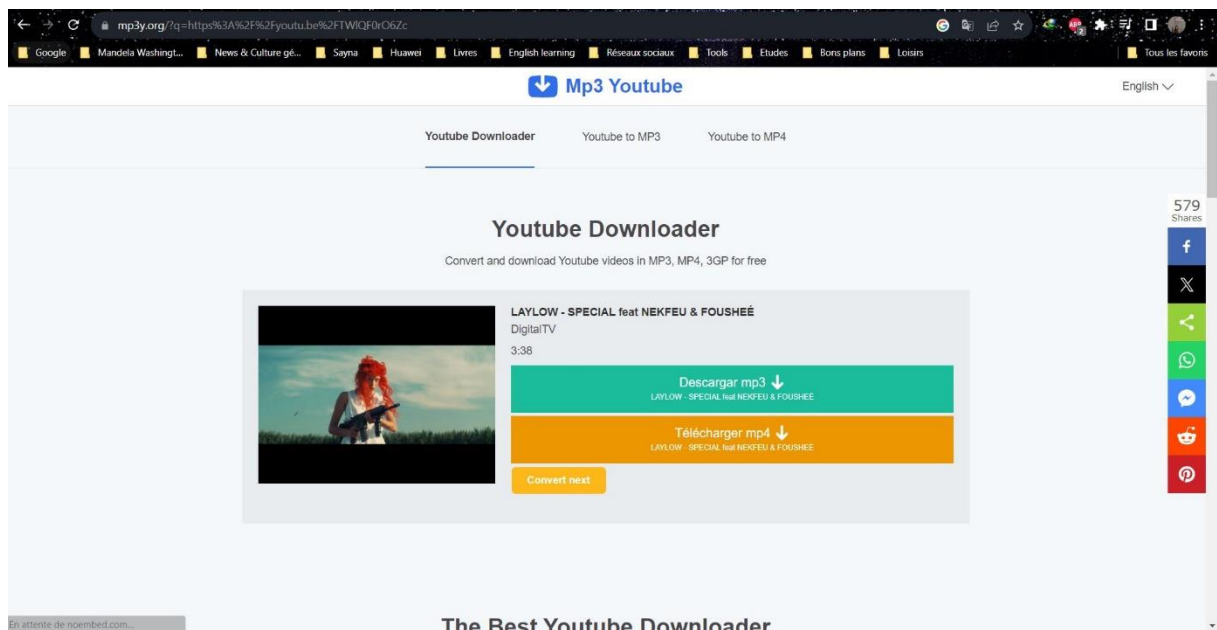 mp3y.org/?q=https%3A%2F%2Fyoutu.be%2FTWlQF0rO6Zc
Google Mandela Washingt... News & Culture gé... Sayna Huawei Livres English learning Réseaux sociaux Tools Etudes Bons plans Loisirs Tous les favoris
Mp3 Youtube
English
Youtube Downloader Youtube to MP3 Youtube to MP4
579
Shares
Youtube Downloader
Convert and download Youtube videos in MP3, MP4, 3GP for free
LAYLOW - SPECIAL feat NEKFEU & FOUSHEÉ
DigitalTV
3:38
Descargar mp3
LAYLOW - SPECIAL feat NEKFEU & FOUSHEÉ
Télécharger mp4
LAYLOW - SPECIAL feat NEKFEU & FOUSHEÉ
Convert next
The Best Youtube Downloader
En attente de noembed.com...